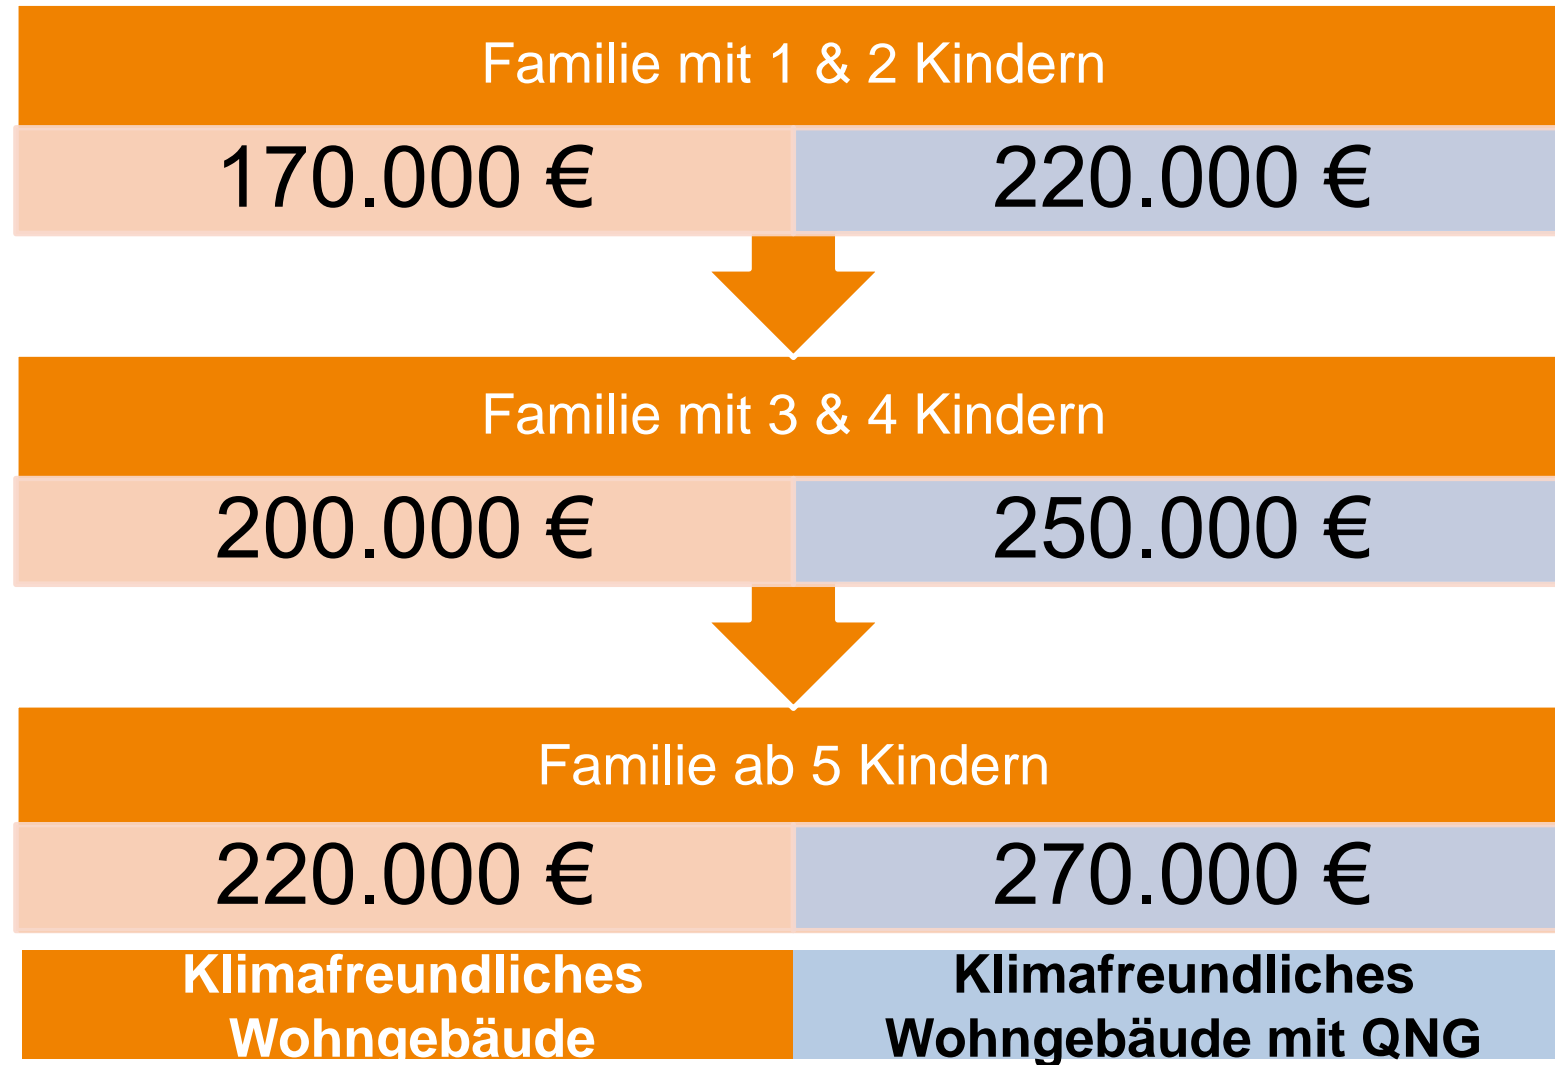 Familie mit 1 & 2 Kindern
170.000 € 220.000 €
Familie mit 3 & 4 Kindern
200.000 € 250.000 €
Familie ab 5 Kindern
220.000 € 270.000 €
Klimafreundliches
Wohngebäude
Klimafreundliches
Wohngebäude mit QNG